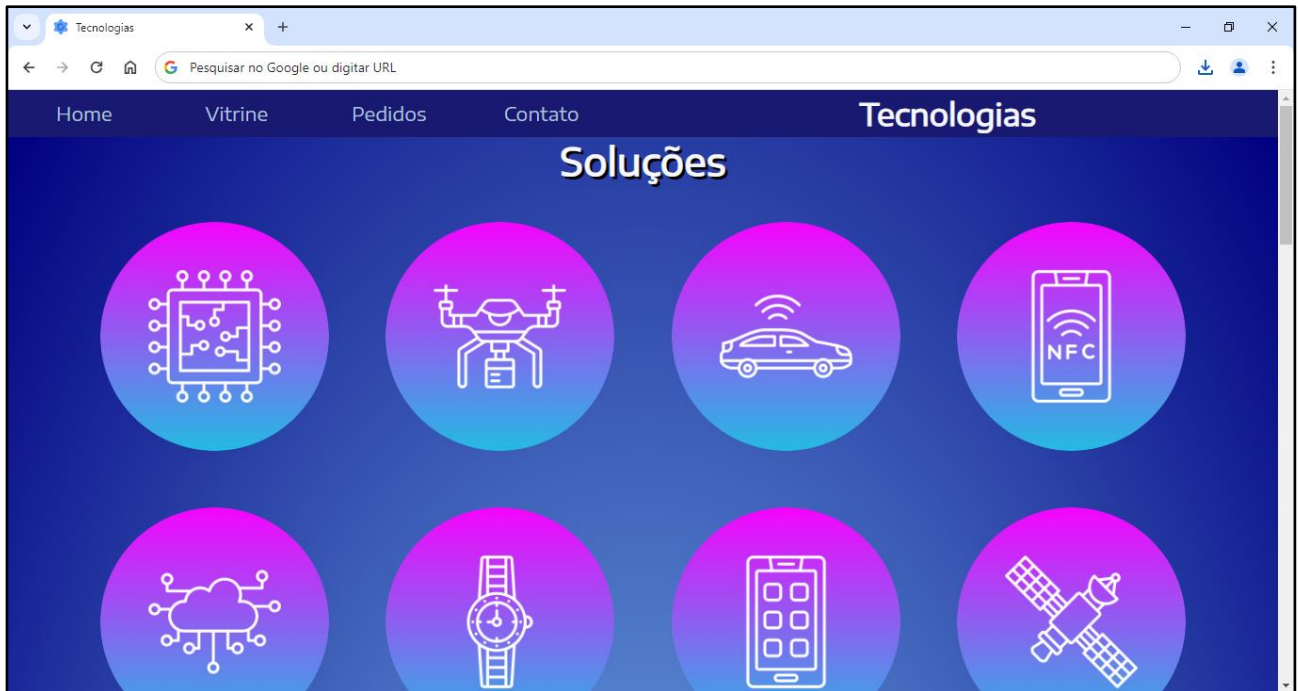 Tecnologias
Pesquisar no Google ou digitar URL
Home Vitrine Pedidos Contato Tecnologias
Soluções
NFC